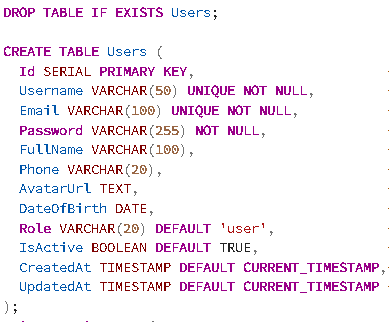 DROP TABLE IF EXISTS Users;
CREATE TABLE Users (
Id SERIAL PRIMARY KEY,
Username VARCHAR(50) UNIQUE NOT NULL,
Email VARCHAR(100) UNIQUE NOT NULL,
Password VARCHAR(255) NOT NULL,
FullName VARCHAR(100),
Phone VARCHAR(20),
AvatarUrl TEXT,
DateOfBirth DATE,
Role VARCHAR(20) DEFAULT 'user',
IsActive BOOLEAN DEFAULT TRUE,
CreatedAt TIMESTAMP DEFAULT CURRENT_TIMESTAMP,
UpdatedAt TIMESTAMP DEFAULT CURRENT_TIMESTAMP
);